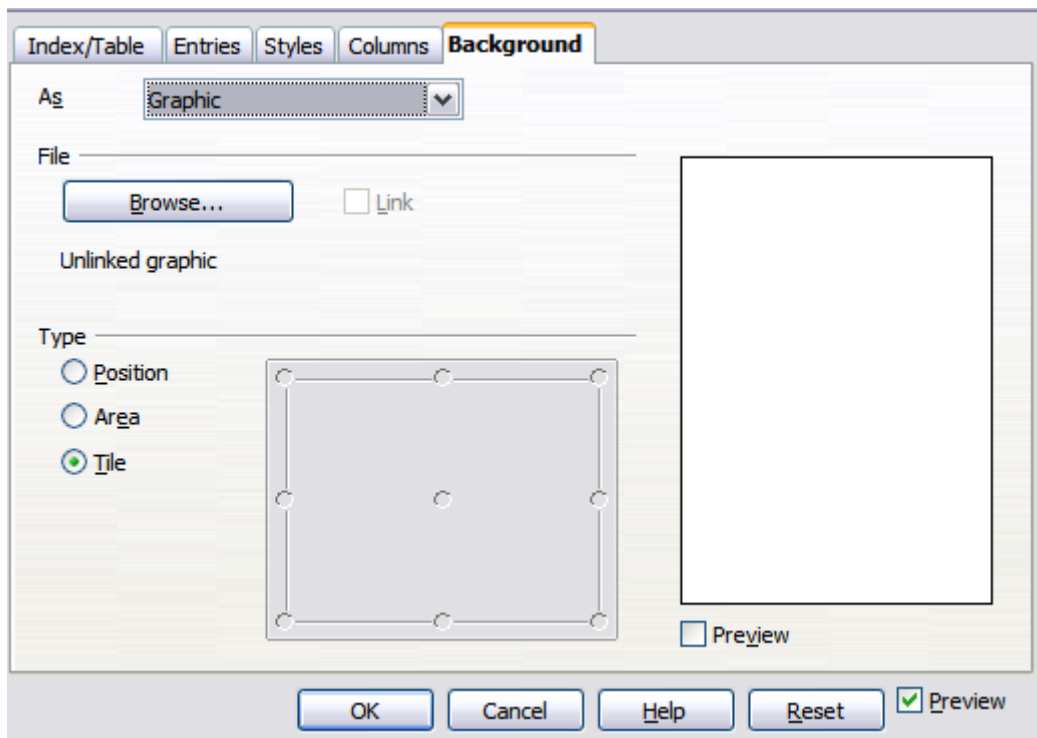 Index/Table Entries Styles Columns Background
As Graphic
File
Browse... Link
Unlinked graphic
Type
Position
Area
Tile
Preview
OK Cancel Help Reset Preview